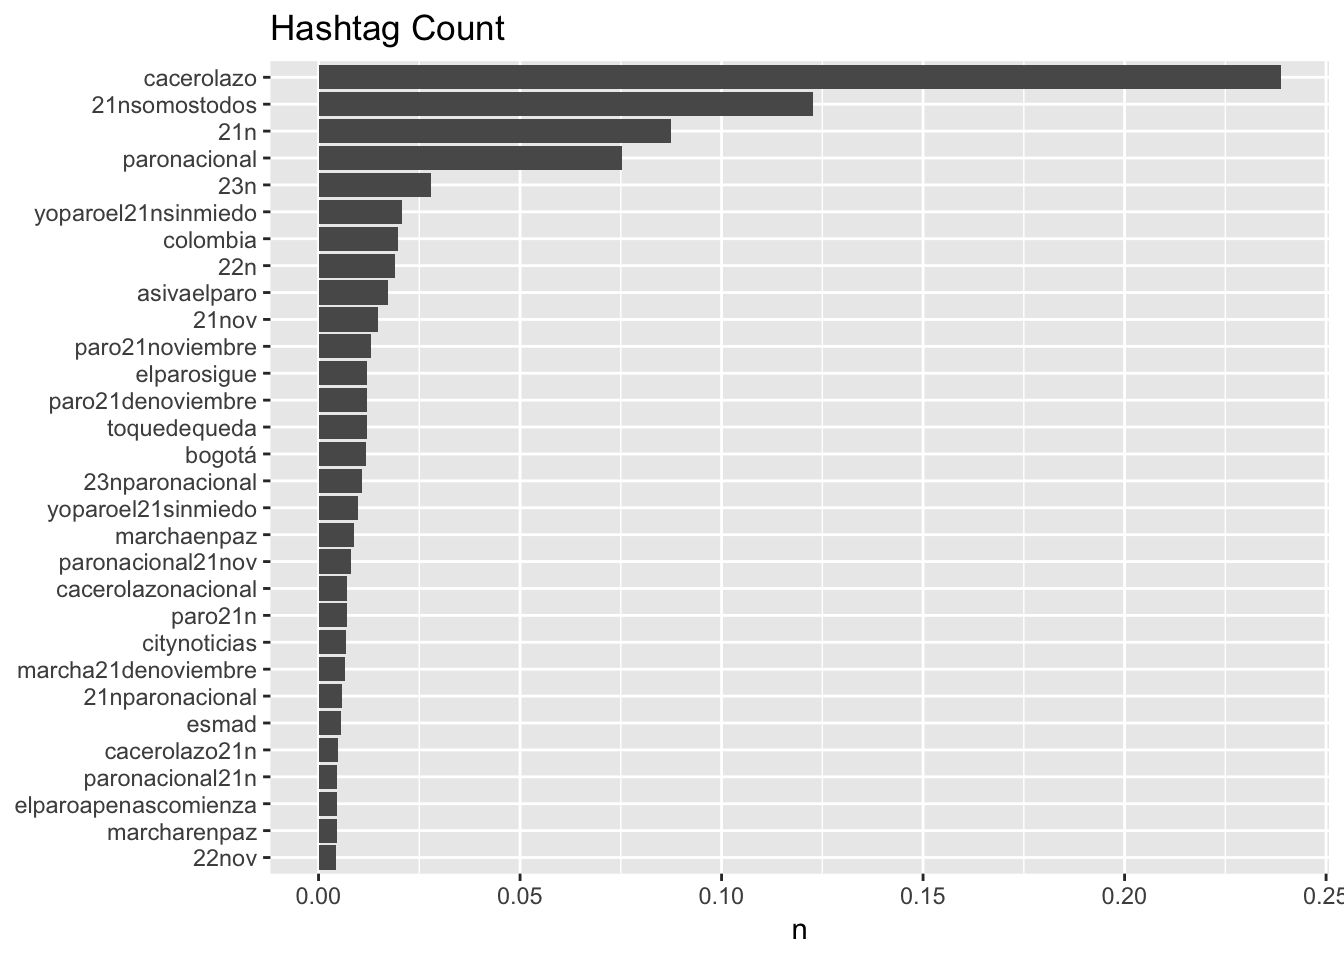 Hashtag Count
cacerolazo
21nsomostodos
21n
paronacional
23n
yoparoel21nsinmiedo
colombia
22n
asivaelparo
21nov
paro21noviembre
elparosigue
paro21denoviembre
toquedequeda
bogotá
23nparonacional
yoparoel21sinmiedo
marchaenpaz
paronacional21nov
cacerolazonacional
paro21n
citynoticias
marcha21denoviembre
21nparonacional
esmad
cacerolazo21n
paronacional21n
elparoapenascomienza
marcharenpaz
22nov
0.00 0.05 0.10 0.15 0.20 0.25
n